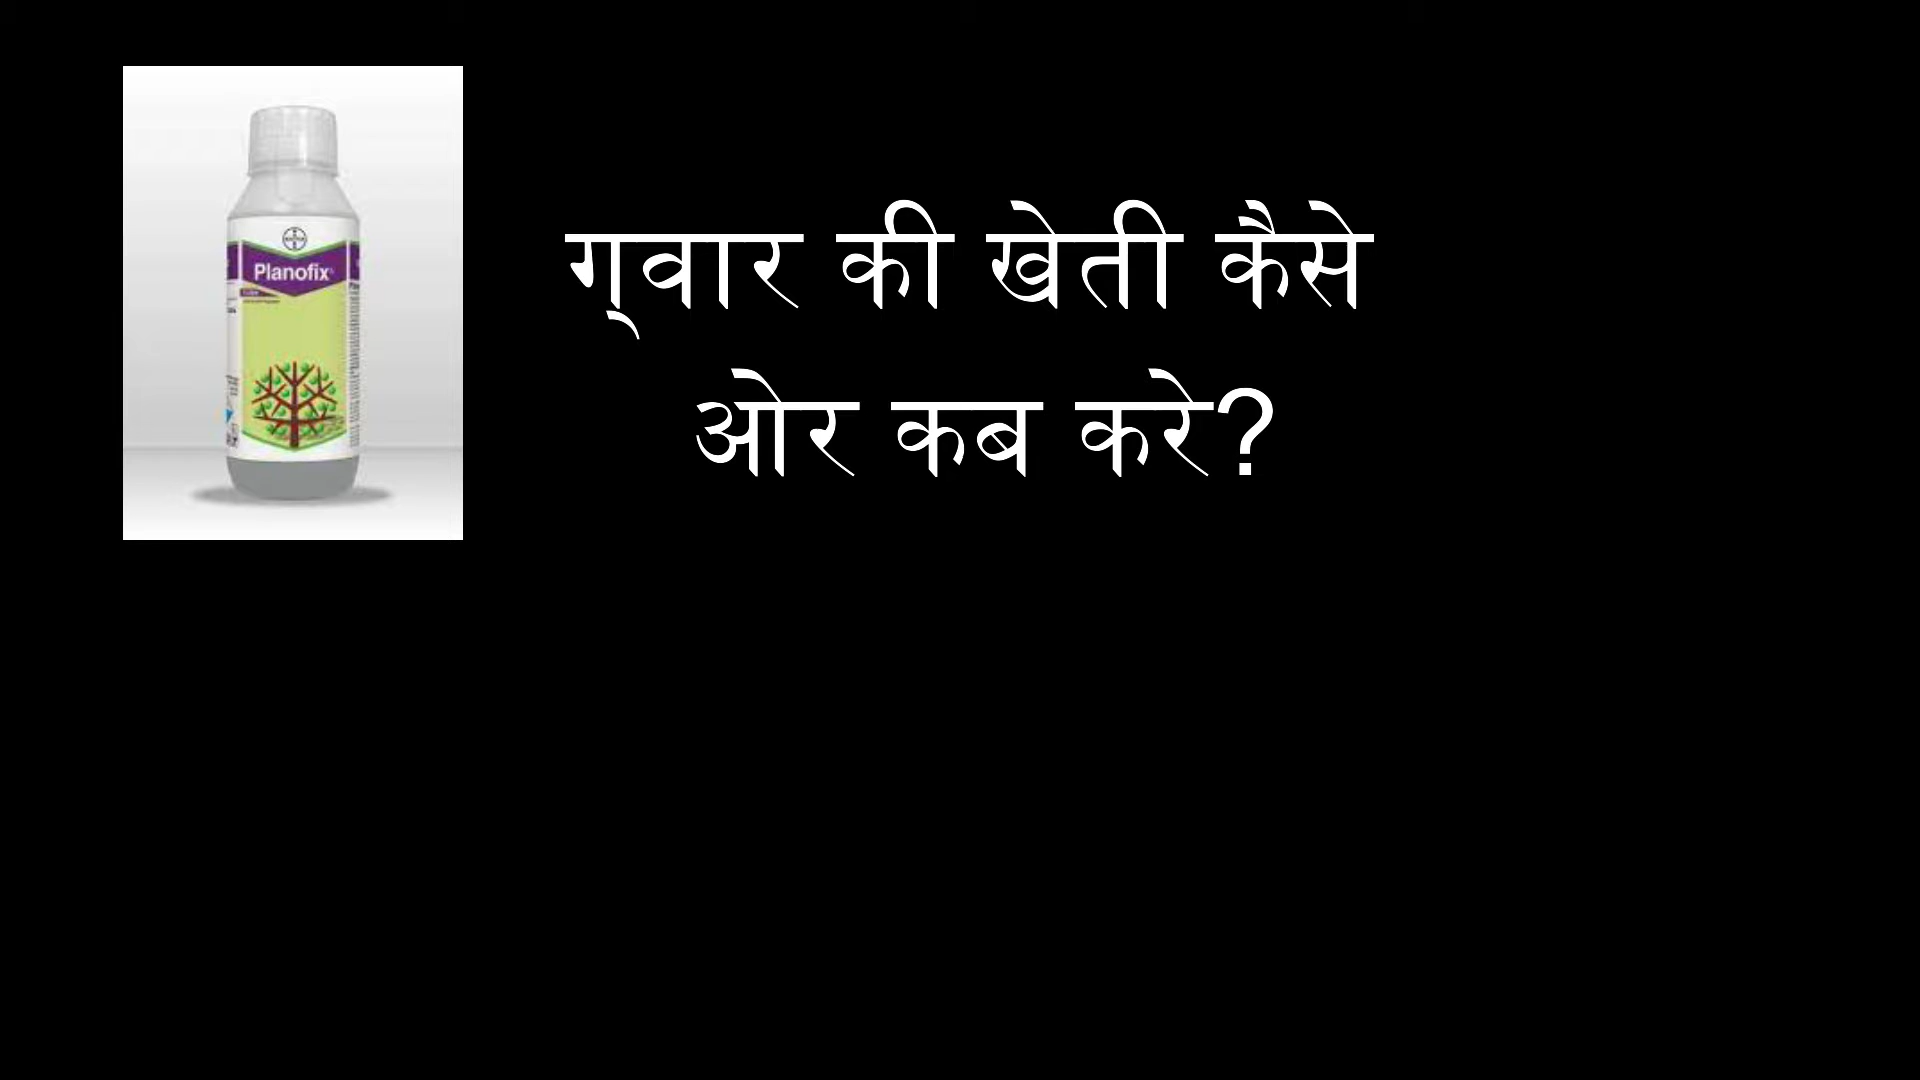 Planofix
ग्वार की खेती कैसे
ओर कब करे?